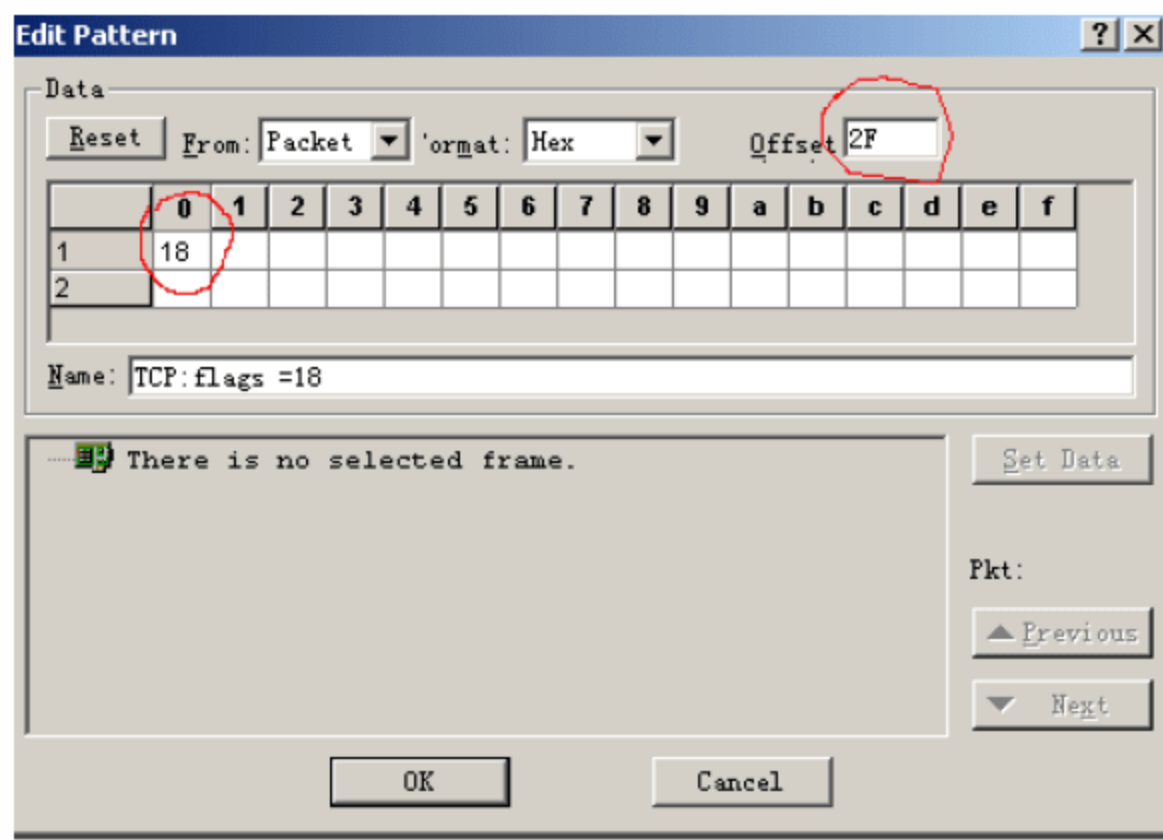 Edit Pattern
Data
Reset From: Packet 'ormat: Hex Offset 2F
0 1 2 3 4 5 6 7 8 9 a b c d e f
1 18
2
Name: TCP:flags =18
There is no selected frame.
Set Data
Pkt:
Previous
Next
OK Cancel